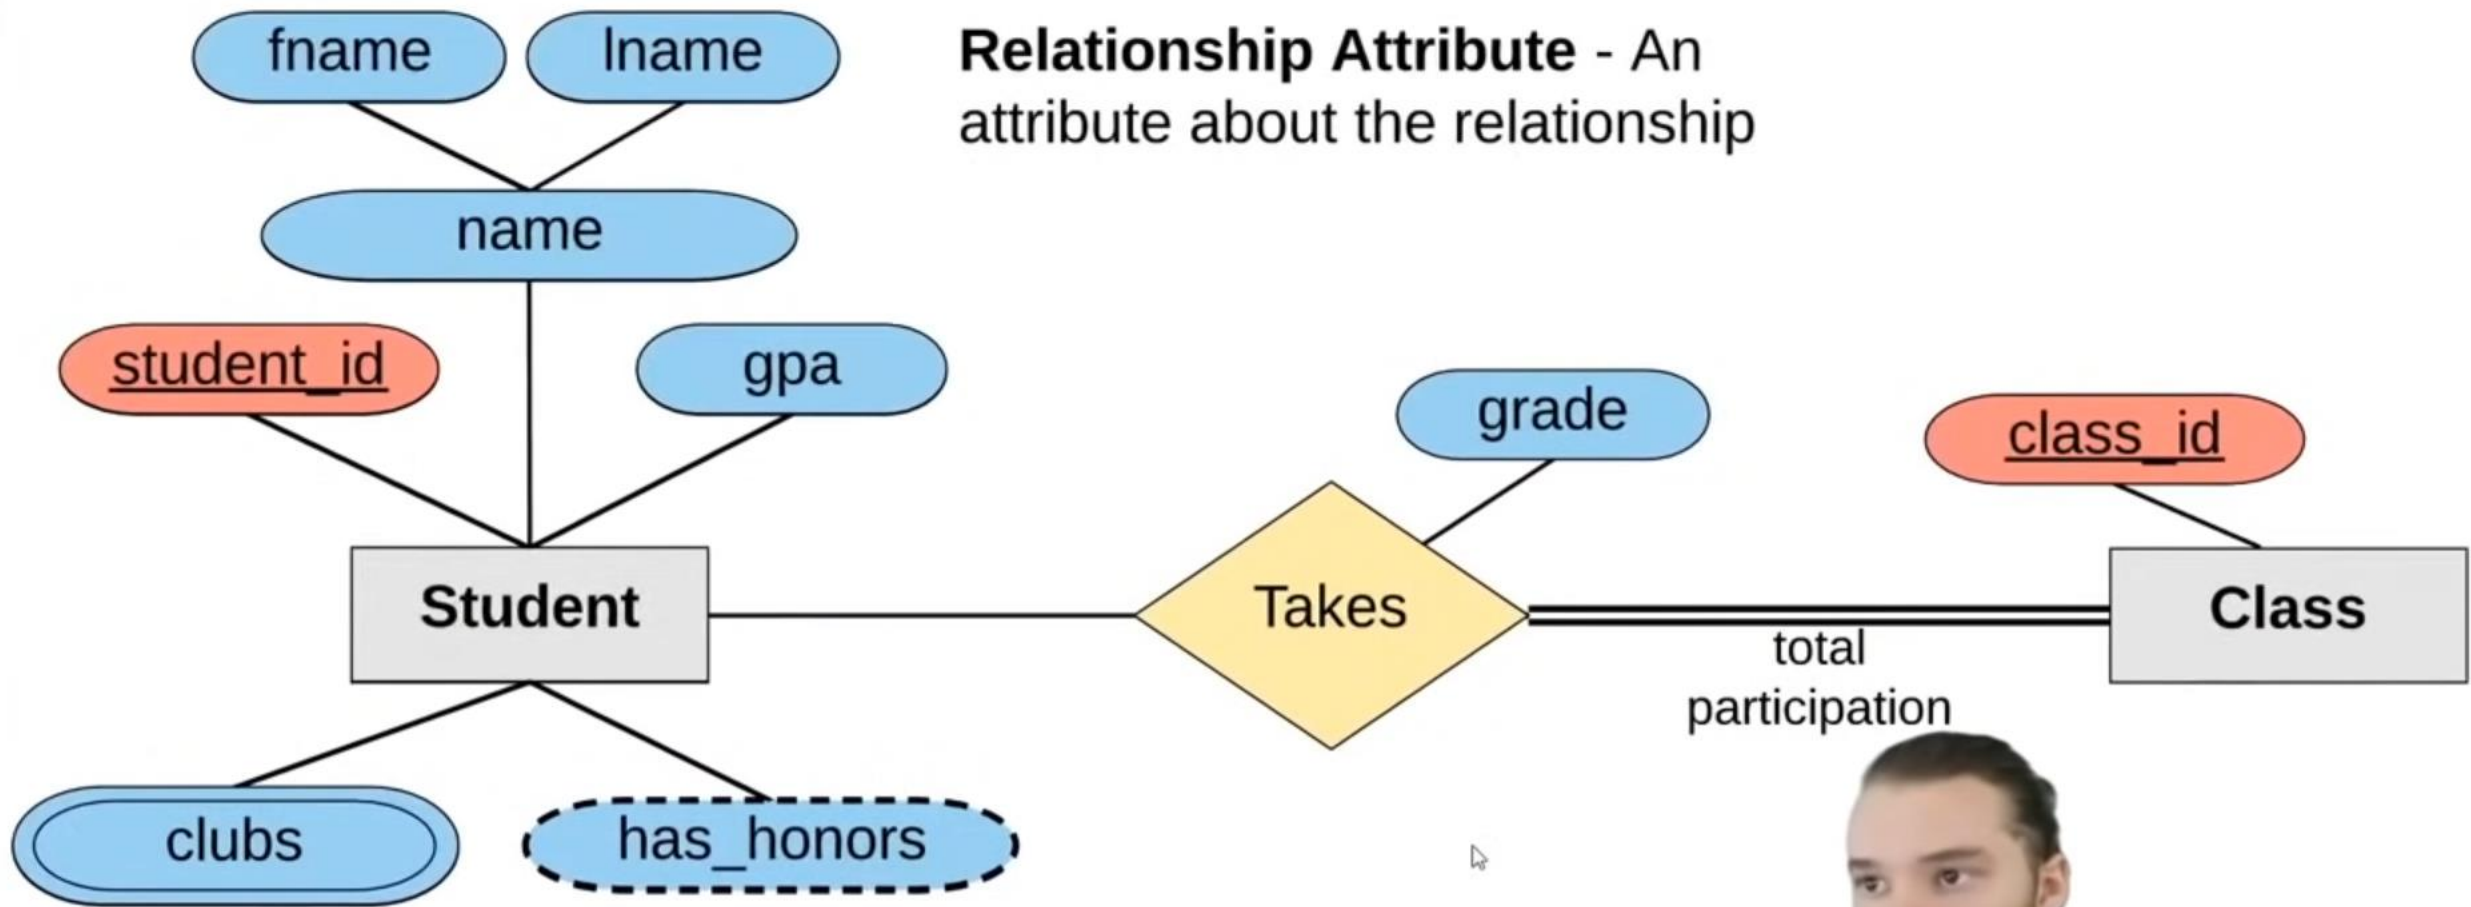 fname
lname
Relationship Attribute - An
attribute about the relationship
name
student_id
gpa
grade
class_id
Student
Takes
Class
total
participation
clubs
has_honors